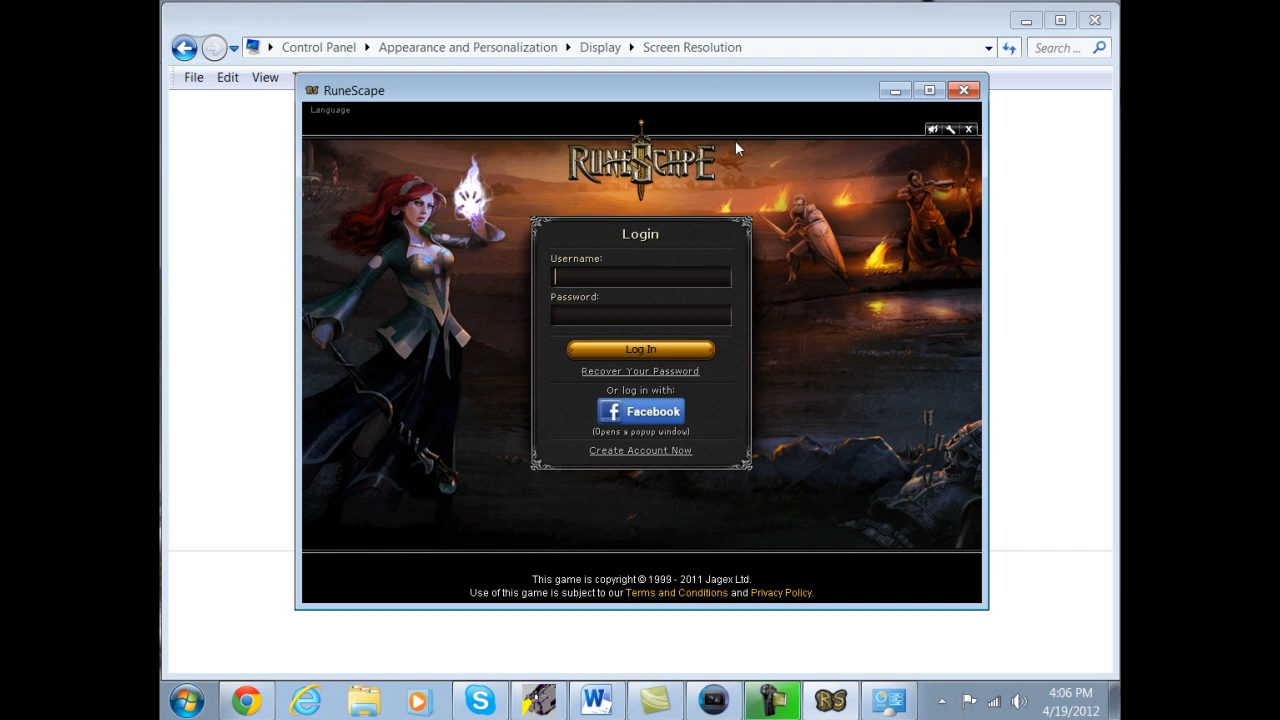 Control Panel Appearance and Personalization Display Screen Resolution Search ...
File Edit View
RuneScape
Language
RUNESCAPE
Login
Username:
Password:
Log In
Recover Your Password
Or log in with:
f Facebook
(Opens a popup window)
Create Account Now
This game is copyright © 1999 - 2011 Jagex Ltd.
Use of this game is subject to our Terms and Conditions and Privacy Policy.
4:06 PM
4/19/2012